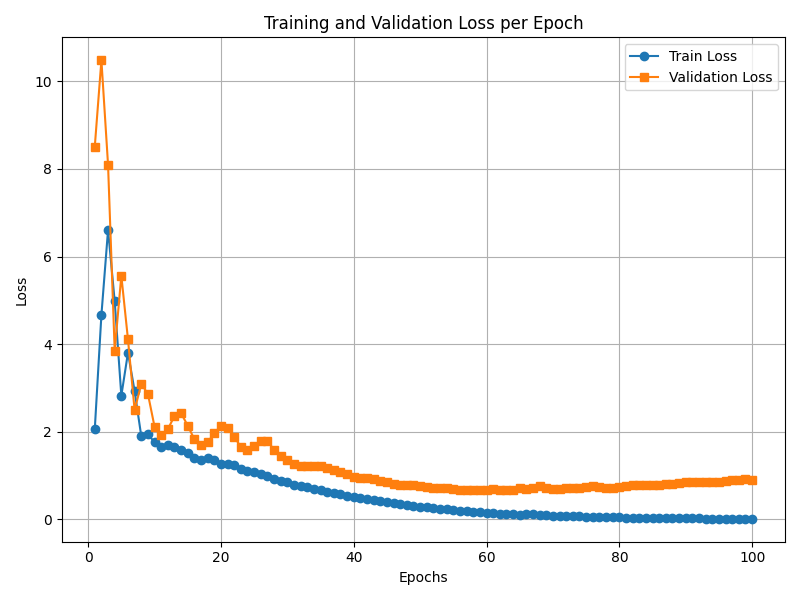 Training and Validation Loss per Epoch
Train Loss
Validation Loss
Loss
10
8
6
4
2
0
0 20 40 60 80 100
Epochs